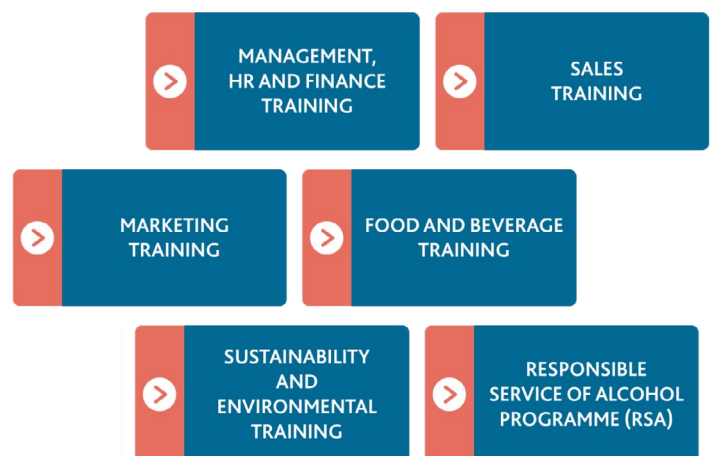 MANAGEMENT,
HR AND FINANCE
TRAINING
SALES
TRAINING
MARKETING
TRAINING
FOOD AND BEVERAGE
TRAINING
SUSTAINABILITY
AND
ENVIRONMENTAL
TRAINING
RESPONSIBLE
SERVICE OF ALCOHOL
PROGRAMME (RSA)